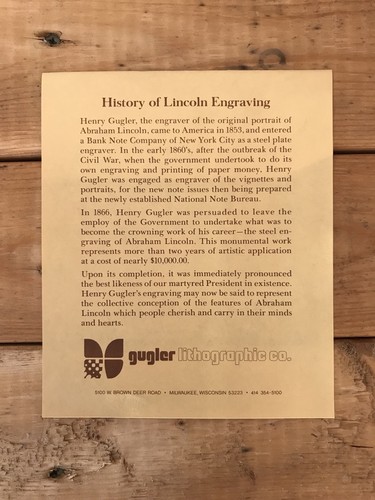 History of Lincoln Engraving
Henry Gugler, the engraver of the original portrait of
Abraham Lincoln, came to America in 1853, and entered
a Bank Note Company of New York City as a steel plate
engraver. In the early 1860's, after the outbreak of the
Civil War, when the government undertook to do its
own engraving and printing of paper money, Henry
Gugler was engaged as engraver of the vignettes and
portraits, for the new note issues then being prepared
at the newly established National Note Bureau.
In 1866, Henry Gugler was persuaded to leave the
employ of the Government to undertake what was to
become the crowning work of his career—the steel en-
graving of Abraham Lincoln. This monumental work
represents more than two years of artistic application
at a cost of nearly $10,000.00.
Upon its completion, it was immediately pronounced
the best likeness of our martyred President in existence.
Henry Gugler's engraving may now be said to represent
the collective conception of the features of Abraham
Lincoln which people cherish and carry in their minds
and hearts.
gugler lithographic co.
5100 W. BROWN DEER ROAD • MILWAUKEE, WISCONSIN 53223 • 414 354-9100